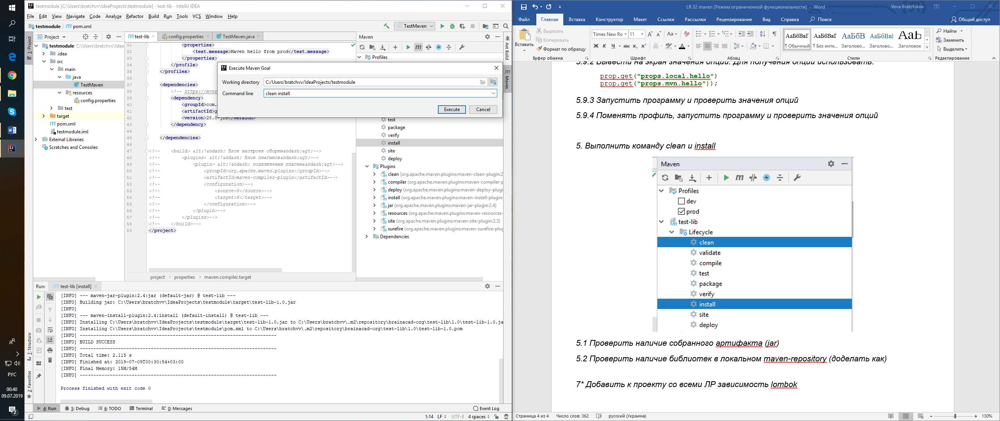 testmodule [C:\Users\bratchvv\IdeaProjects\testmodule] - test-lib - IntelliJ IDEA
File Edit View Navigate Code Analyze Refactor Build Run Tools VCS Window Help
testmodule pom.xml
TestMaven
1: Project
Project
testmodule C:\Users\bratchvv\Idea
.idea
src
main
java
TestMaven
resources
config.properties
test
target
pom.xml
testmodule.iml
External Libraries
Scratches and Consoles
test-lib config.properties TestMaven.java
31 <properties>
32 <test.message>Maven hello from prod</test.message>
33 </properties>
34 </profile>
35 </profiles>
36
37 <dependencies>
38 <!-- https://mvnr
39 <dependency>
40 <groupId>com.
41 <artifactId>g
42 <version>28.0-jre</version>
43 </dependency>
44
45 </dependencies>
46
47 <!-- <build> &lt;!&ndash; Блок настроек сборки&ndash;&gt;-->
48 <!-- <plugins> &lt;!&ndash; Блок плагинов&ndash;&gt;-->
49 <!-- <plugin> &lt;!&ndash; подключения плагина&ndash;&gt;-->
50 <!-- <groupId>org.apache.maven.plugins</groupId>-->
51 <!-- <artifactId>maven-compiler-plugin</artifactId>-->
52 <!-- <configuration>-->
53 <!-- <source>8</source>-->
54 <!-- <target>8</target>-->
55 <!-- </configuration>-->
56 <!-- </plugin>-->
57 <!-- </plugins>-->
58 <!-- </build>-->
59 </project>
project › properties › maven.compiler.target
Execute Maven Goal
Working directory C:/Users/bratchvv/IdeaProjects/testmodule
Command line clean install
Execute Cancel
Maven
Profiles
test
package
verify
install
site
deploy
Plugins
clean (org.apache.maven.plugins:maven-clean-plugin:2
compiler (org.apache.maven.plugins:maven-compiler-p
deploy (org.apache.maven.plugins:maven-deploy-plugi
install (org.apache.maven.plugins:maven-install-plugin:
jar (org.apache.maven.plugins:maven-jar-plugin:2.4)
resources (org.apache.maven.plugins:maven-resources-
site (org.apache.maven.plugins:maven-site-plugin:3.3)
surefire (org.apache.maven.plugins:maven-surefire-plug
Dependencies
Ant Build
Maven
Run: test-lib [install]
[INFO] --- maven-jar-plugin:2.4:jar (default-jar) @ test-lib ---
[INFO] Building jar: C:\Users\bratchvv\IdeaProjects\testmodule\target\test-lib-1.0.jar
[INFO]
[INFO] --- maven-install-plugin:2.4:install (default-install) @ test-lib ---
[INFO] Installing C:\Users\bratchvv\IdeaProjects\testmodule\target\test-lib-1.0.jar to C:\Users\bratchvv\.m2\repository\brainacad-org\test-lib\1.0\test-lib-1.0.ja
[INFO] Installing C:\Users\bratchvv\IdeaProjects\testmodule\pom.xml to C:\Users\bratchvv\.m2\repository\brainacad-org\test-lib\1.0\test-lib-1.0.pom
[INFO] ------------------------------------------------------------------------
[INFO] BUILD SUCCESS
[INFO] ------------------------------------------------------------------------
[INFO] Total time: 2.115 s
[INFO] Finished at: 2019-07-09T00:30:54+03:00
[INFO] Final Memory: 15M/54M
[INFO] ------------------------------------------------------------------------
Process finished with exit code 0
7: Structure
2: Favorites
4: Run 5: Debug 6: TODO Terminal 0: Messages Event Log
1:14 LF UTF-8 4 spaces
РУС
00:40
09.07.2019
2
LR 32 maven [Режим ограниченной функциональности] - Word
Vova Bratchikov
Файл Главная Вставка Конструктор Макет Ссылки Рассылки Рецензирование Вид Справка Поиск Общий доступ
Вставить
Вырезать
Копировать
Формат по образцу
Буфер обмена
Times New Ro 11
Ж К Ч abc x₂ x²
Шрифт
Абзац
АаБбВвГ АаБбВвГ АаБбВ АаБбВвІ АаЬ
¶ Обычный ¶ Без инте... Заголово... Заголово... Заголовок
Стили
Найти
Заменить
Выделить
Редактирование
5.9.2 Вывести на экран значения опций. Для получения опций использовать:
prop.get("props.local.hello")
prop.get("props.mvn.hello"));
5.9.3 Запустить программу и проверить значения опций
5.9.4 Поменять профиль, запустить программу и проверить значения опций
5. Выполнить команду clean и install
Maven
Profiles
dev
prod
test-lib
Lifecycle
clean
validate
compile
test
package
verify
install
site
deploy
5.1 Проверить наличие собранного артифакта (jar)
5.2 Проверить наличие библиотек в локальном maven-repository (доделать как)
7* Добавить к проекту со всеми ЛР зависимость lombok
Страница 4 из 4 Число слов: 362 русский (Украина) 130%